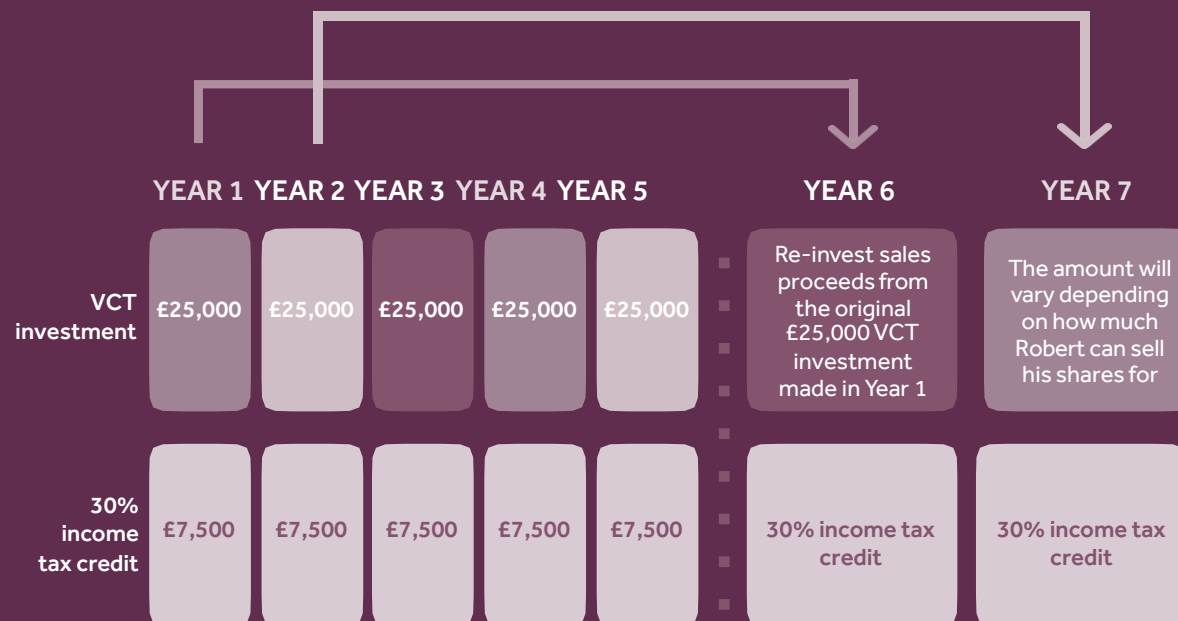 YEAR 1 YEAR 2 YEAR 3 YEAR 4 YEAR 5 YEAR 6 YEAR 7
VCT
investment
£25,000 £25,000 £25,000 £25,000 £25,000
Re-invest sales
proceeds from
the original
£25,000 VCT
investment
made in Year 1
The amount will
vary depending
on how much
Robert can sell
his shares for
30%
income
tax credit
£7,500 £7,500 £7,500 £7,500 £7,500
30% income tax
credit
30% income tax
credit